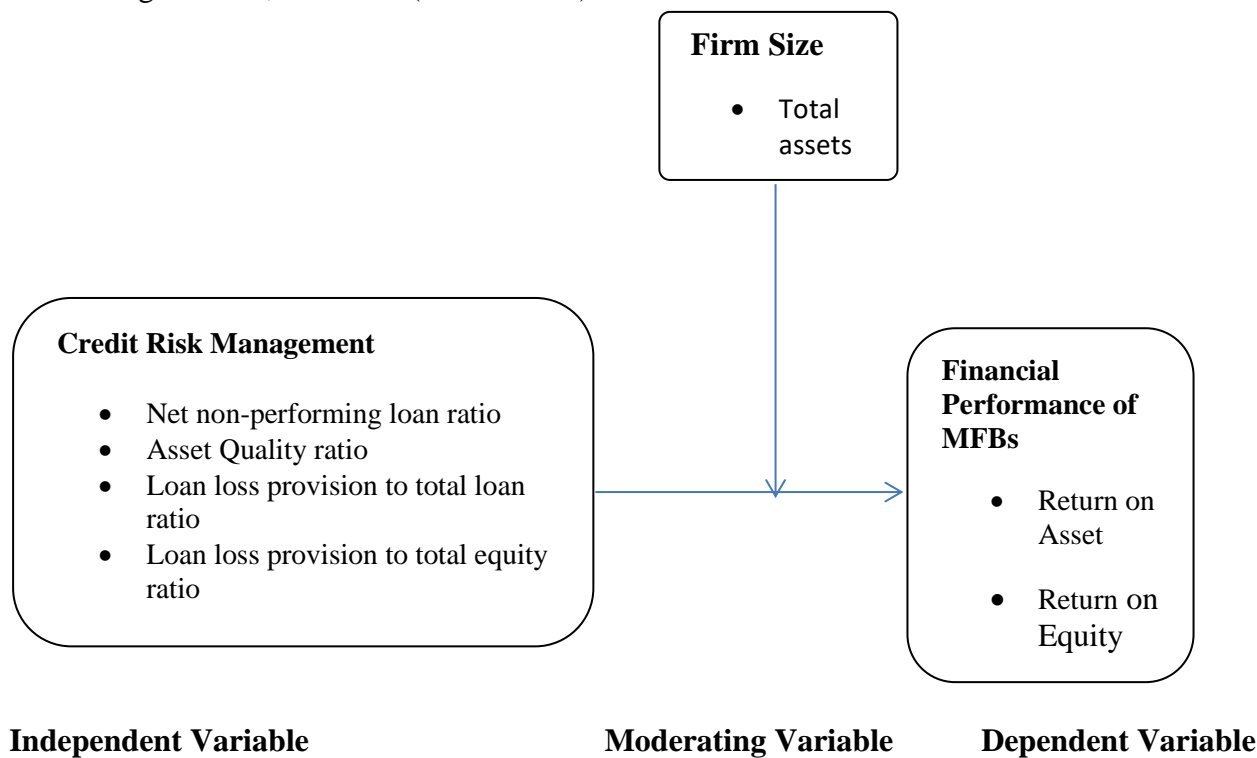 Firm Size
• Total
assets
Credit Risk Management
• Net non-performing loan ratio
• Asset Quality ratio
• Loan loss provision to total loan
ratio
• Loan loss provision to total equity
ratio
Financial
Performance of
MFBs
• Return on
Asset
• Return on
Equity
Independent Variable Moderating Variable Dependent Variable